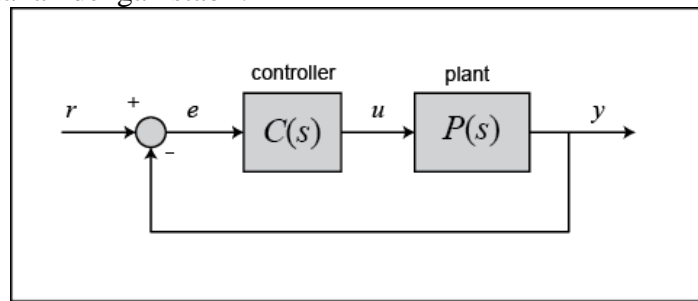 controller plant
r + e C(s) u P(s) y
−